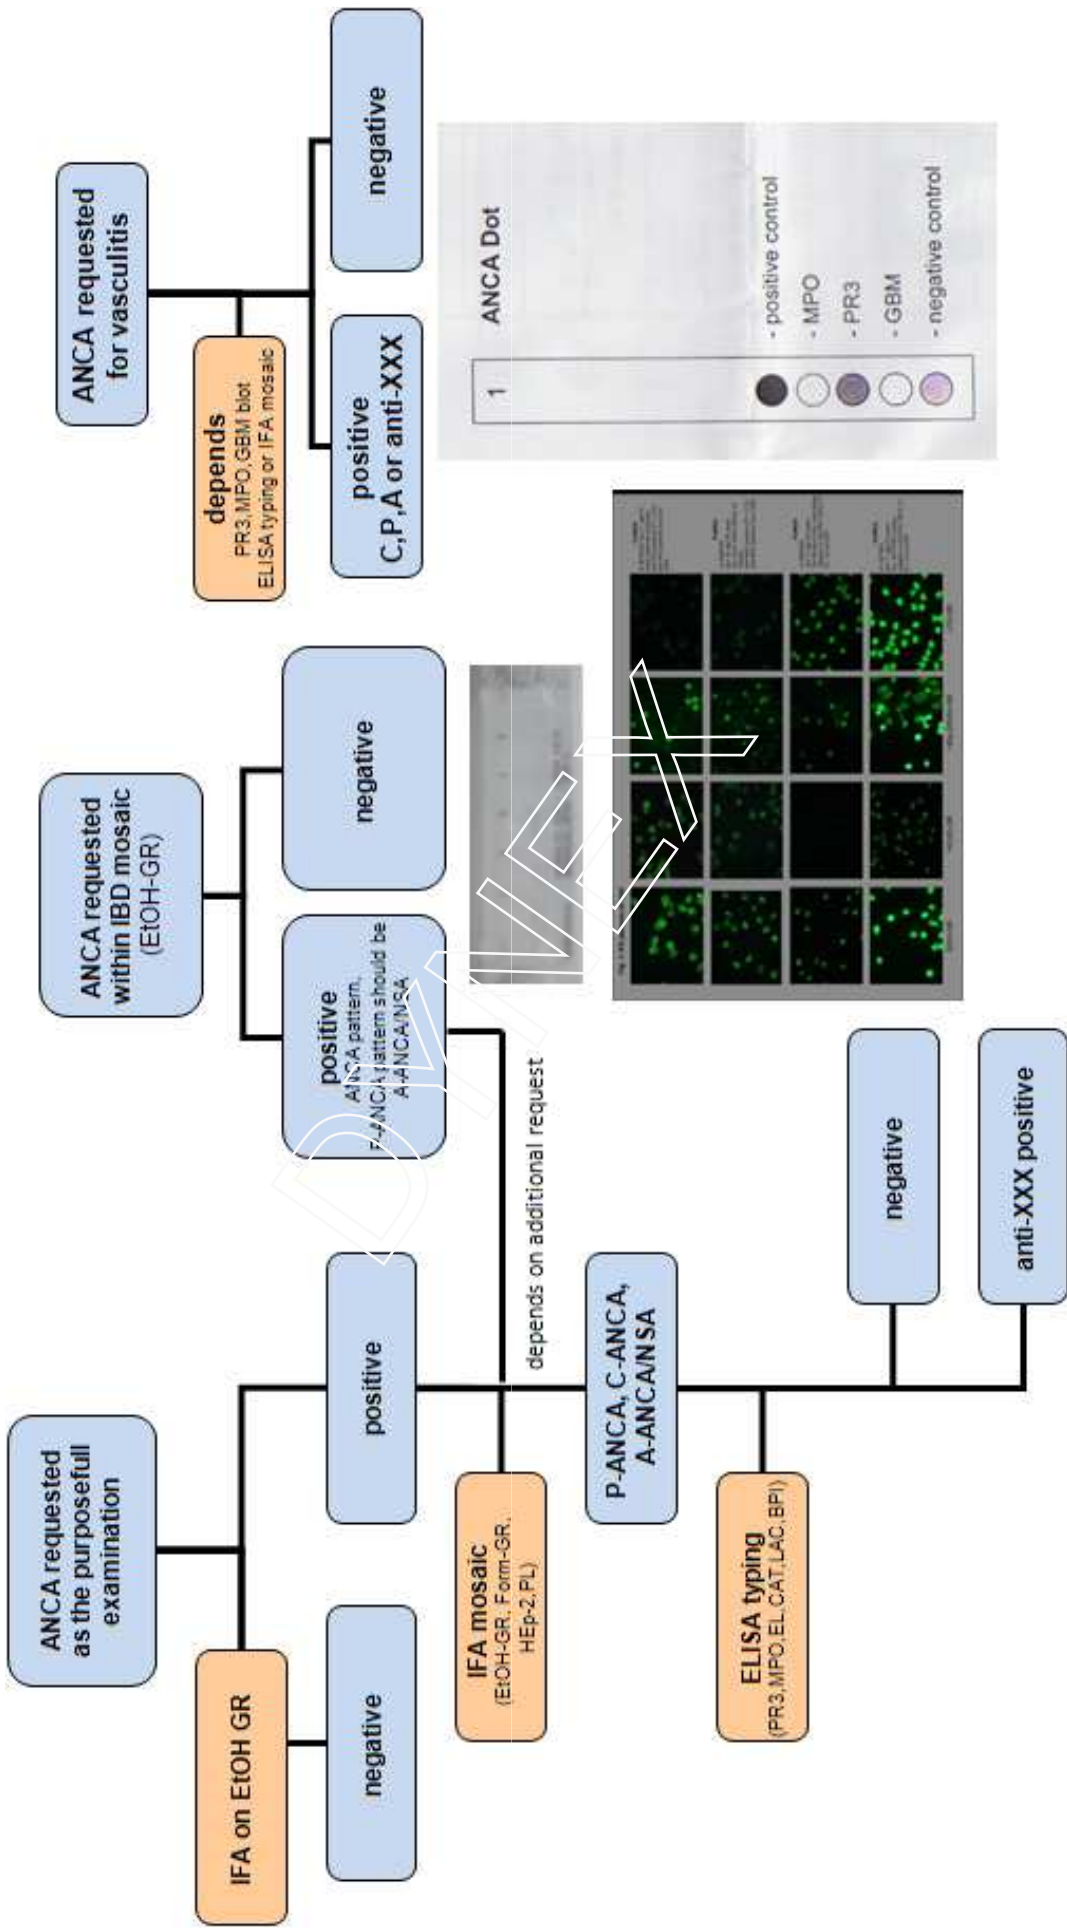 ANCA requested
as the purposefull
examination
IFA on EtOH GR
negative
positive
IFA mosaic
(EtOH-GR, Form-GR,
HEp-2, PL)
P-ANCA, C-ANCA,
A-ANCA/NSA
ELISA typing
(PR3,MPO,EL,CAT,LAC,BPI)
negative
anti-XXX positive
depends on additional request
ANCA requested
within IBD mosaic
(EtOH-GR)
positive
ANCA pattern,
P-ANCA pattern should be
A-ANCA/NSA
negative
ANCA requested
for vasculitis
depends
PR3,MPO,GBM blot
ELISA typing or IFA mosaic
positive
C,P,A or anti-XXX
negative
1
ANCA Dot
- positive control
- MPO
- PR3
- GBM
- negative control
DYNEX